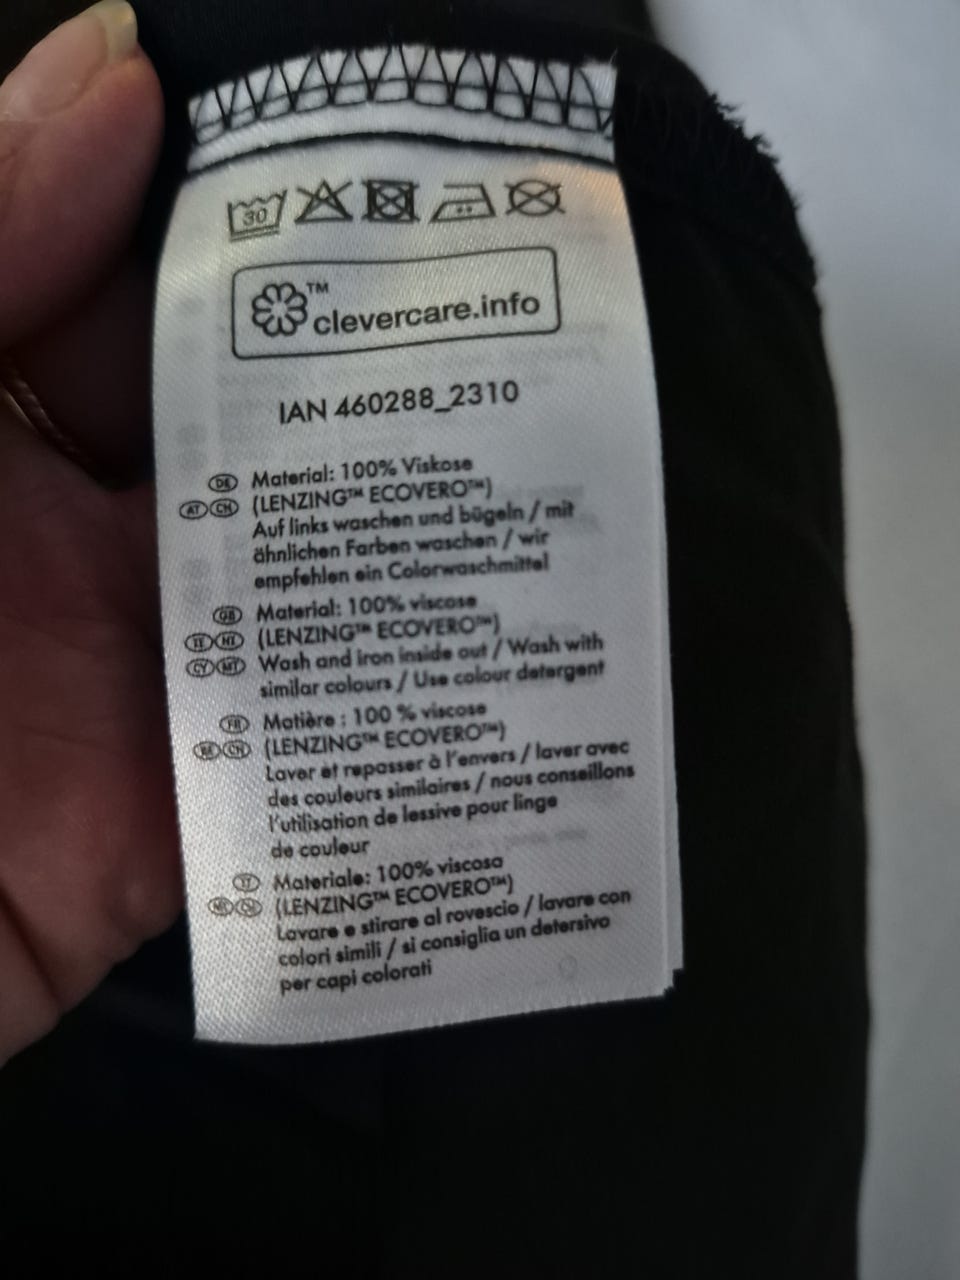 30
clevercare.info™
IAN 460288_2310
DE Material: 100% Viskose
AT CH (LENZING™ ECOVERO™)
Auf links waschen und bügeln / mit
ähnlichen Farben waschen / wir
empfehlen ein Colorwaschmittel
GB Material: 100% viscose
IE NI (LENZING™ ECOVERO™)
CY MT Wash and iron inside out / Wash with
similar colours / Use colour detergent
FR Matière : 100 % viscose
BE CH (LENZING™ ECOVERO™)
Laver et repasser à l'envers / laver avec
des couleurs similaires / nous conseillons
l'utilisation de lessive pour linge
de couleur
IT Materiale: 100% viscosa
(LENZING™ ECOVERO™)
Lavare e stirare al rovescio / lavare con
colori simili / si consiglia un detersivo
per capi colorati